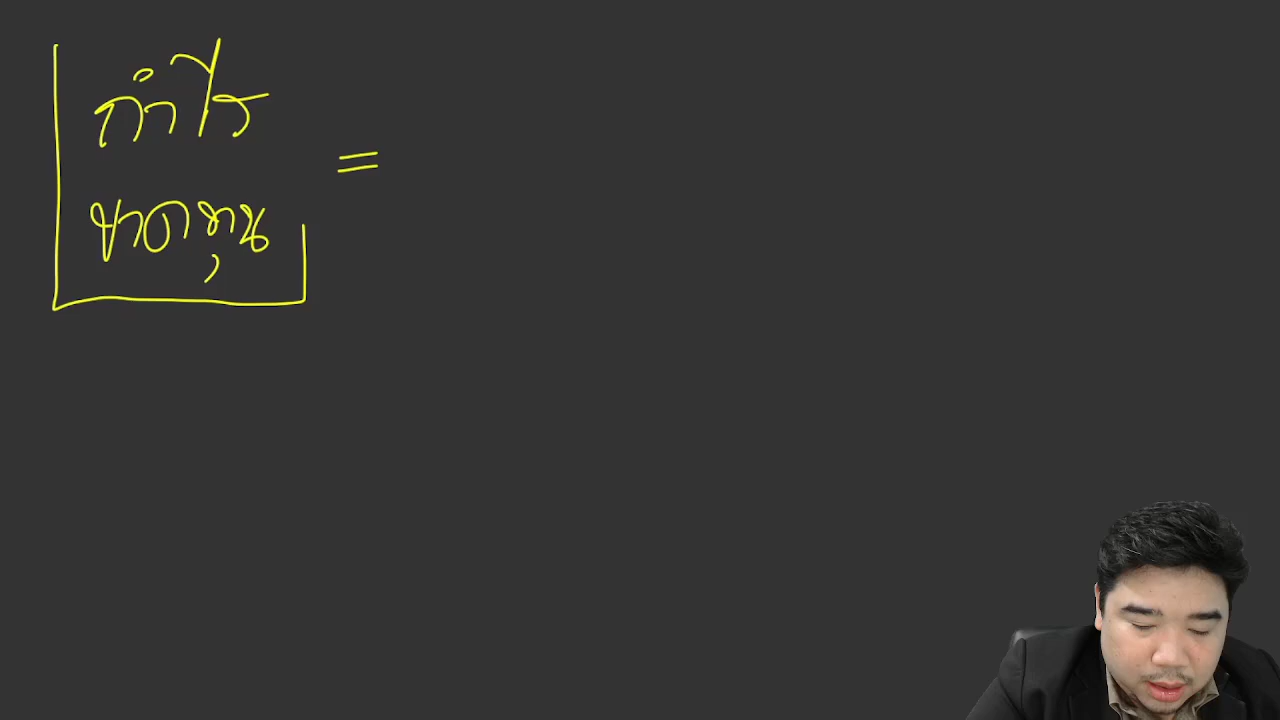 กำไร
ขาดทุน
=